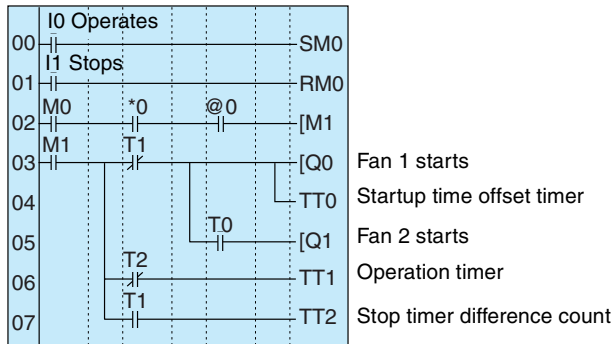 I0 Operates
00 SM0
I1 Stops
01 RM0
M0 *0 @0
02 [M1
M1 T1
03 [Q0 Fan 1 starts
04 TT0 Startup time offset timer
T0
05 [Q1 Fan 2 starts
T2
06 TT1 Operation timer
T1
07 TT2 Stop timer difference count